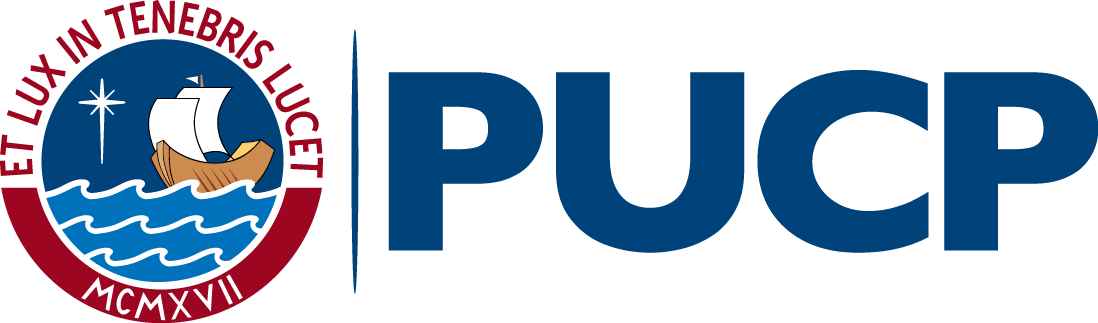 ET LUX IN TENEBRIS LUCET
MCMXVII
PUCP